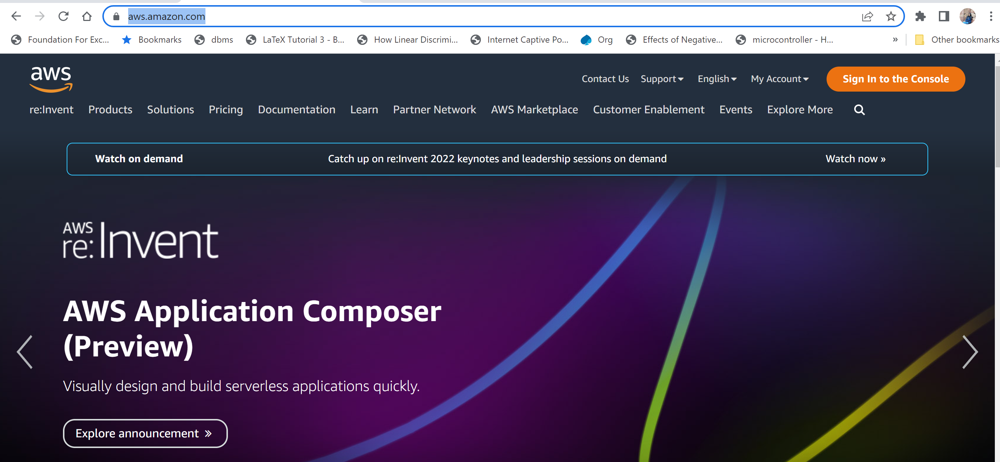 aws.amazon.com
Foundation For Exc... Bookmarks dbms LaTeX Tutorial 3 - B... How Linear Discrimi... Internet Captive Po... Org Effects of Negative... microcontroller - H... » Other bookmarks
aws
Contact Us Support English My Account Sign In to the Console
re:Invent Products Solutions Pricing Documentation Learn Partner Network AWS Marketplace Customer Enablement Events Explore More
Watch on demand Catch up on re:Invent 2022 keynotes and leadership sessions on demand Watch now »
AWS
re:Invent
AWS Application Composer
(Preview)
Visually design and build serverless applications quickly.
Explore announcement »